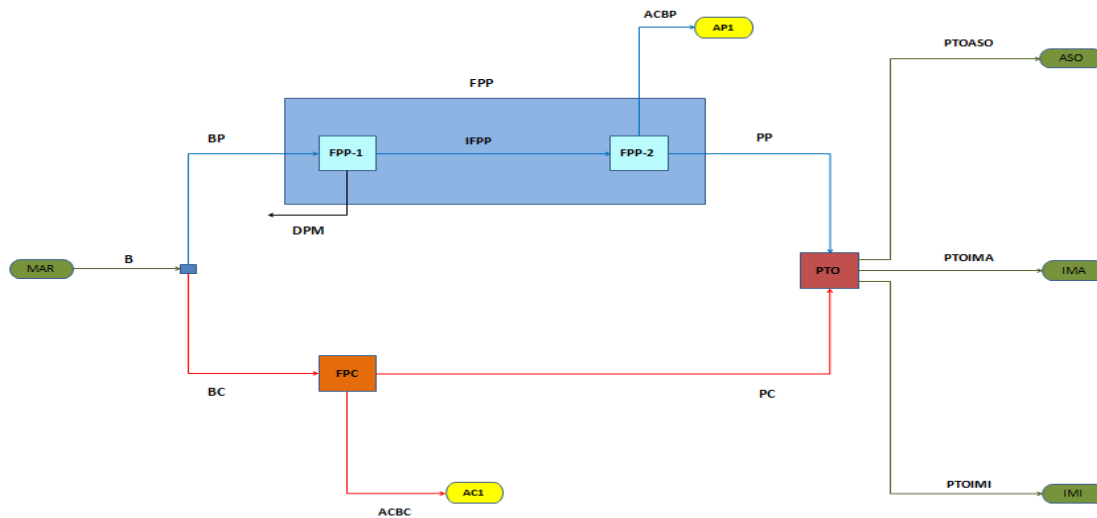 ACBP
AP1
PTOASO
ASO
FPP
BP
FPP-1
IFPP
FPP-2
PP
DPM
MAR
B
PTO
PTOIMA
IMA
BC
FPC
PC
ACBC
AC1
PTOIMI
IMI